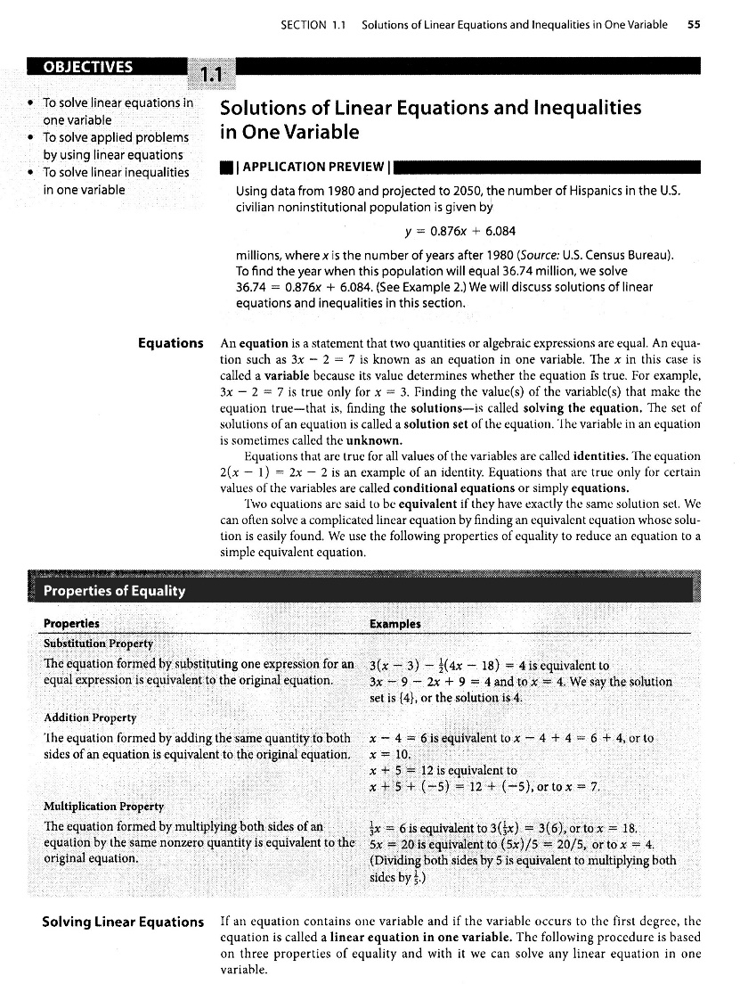 SECTION 1.1 Solutions of Linear Equations and Inequalities in One Variable 55
OBJECTIVES
1.1
• To solve linear equations in
one variable
• To solve applied problems
by using linear equations
• To solve linear inequalities
in one variable
Solutions of Linear Equations and Inequalities
in One Variable
| APPLICATION PREVIEW |
Using data from 1980 and projected to 2050, the number of Hispanics in the U.S.
civilian noninstitutional population is given by
y = 0.876x + 6.084
millions, where x is the number of years after 1980 (Source: U.S. Census Bureau).
To find the year when this population will equal 36.74 million, we solve
36.74 = 0.876x + 6.084. (See Example 2.) We will discuss solutions of linear
equations and inequalities in this section.
Equations
An equation is a statement that two quantities or algebraic expressions are equal. An equa-
tion such as 3x − 2 = 7 is known as an equation in one variable. The x in this case is
called a variable because its value determines whether the equation is true. For example,
3x − 2 = 7 is true only for x = 3. Finding the value(s) of the variable(s) that make the
equation true—that is, finding the solutions—is called solving the equation. The set of
solutions of an equation is called a solution set of the equation. The variable in an equation
is sometimes called the unknown.
Equations that are true for all values of the variables are called identities. The equation
2(x − 1) = 2x − 2 is an example of an identity. Equations that are true only for certain
values of the variables are called conditional equations or simply equations.
Two equations are said to be equivalent if they have exactly the same solution set. We
can often solve a complicated linear equation by finding an equivalent equation whose solu-
tion is easily found. We use the following properties of equality to reduce an equation to a
simple equivalent equation.
Properties of Equality
Properties Examples
Substitution Property
The equation formed by substituting one expression for an
equal expression is equivalent to the original equation.
3(x − 3) − ½(4x − 18) = 4 is equivalent to
3x − 9 − 2x + 9 = 4 and to x = 4. We say the solution
set is {4}, or the solution is 4.
Addition Property
The equation formed by adding the same quantity to both
sides of an equation is equivalent to the original equation.
x − 4 = 6 is equivalent to x − 4 + 4 = 6 + 4, or to
x = 10.
x + 5 = 12 is equivalent to
x + 5 + (−5) = 12 + (−5), or to x = 7.
Multiplication Property
The equation formed by multiplying both sides of an
equation by the same nonzero quantity is equivalent to the
original equation.
⅓x = 6 is equivalent to 3(⅓x) = 3(6), or to x = 18.
5x = 20 is equivalent to (5x)/5 = 20/5, or to x = 4.
(Dividing both sides by 5 is equivalent to multiplying both
sides by ⅕.)
Solving Linear Equations
If an equation contains one variable and if the variable occurs to the first degree, the
equation is called a linear equation in one variable. The following procedure is based
on three properties of equality and with it we can solve any linear equation in one
variable.